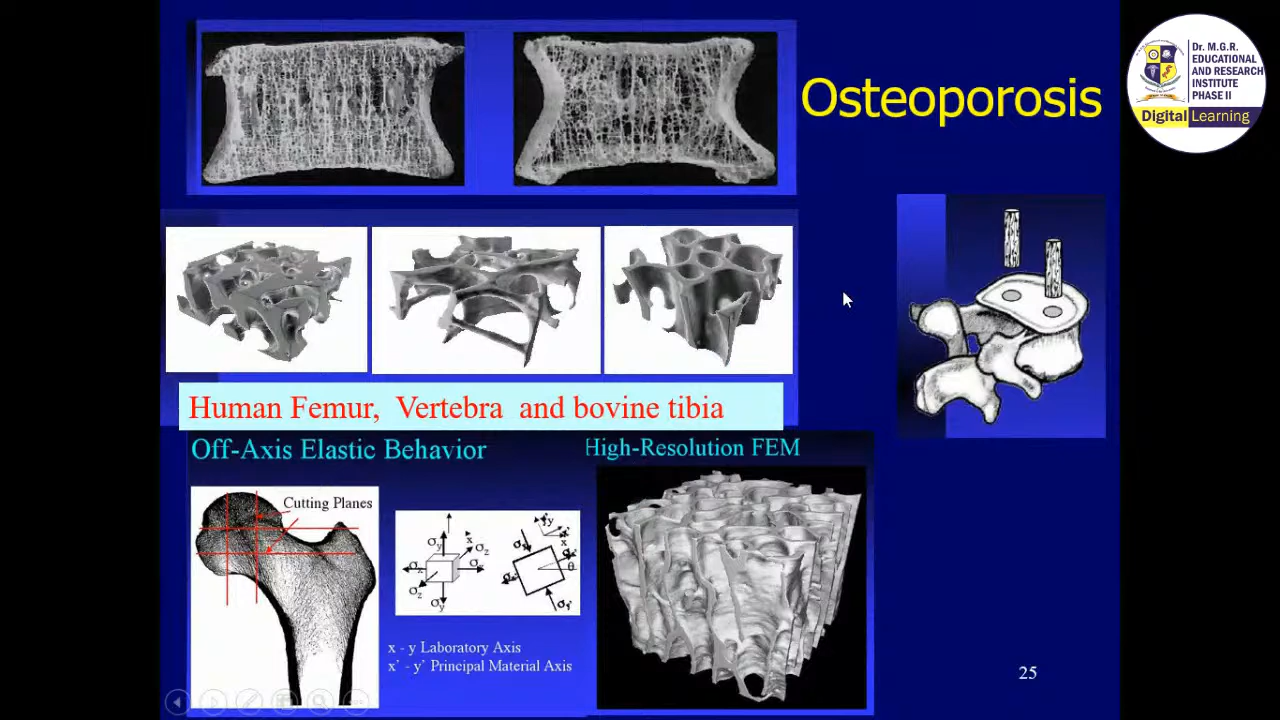 Osteoporosis
Dr. M.G.R.
EDUCATIONAL
AND RESEARCH
INSTITUTE
PHASE II
Digital Learning
Human Femur, Vertebra and bovine tibia
Off-Axis Elastic Behavior
High-Resolution FEM
Cutting Planes
x - y Laboratory Axis
x' - y' Principal Material Axis
25